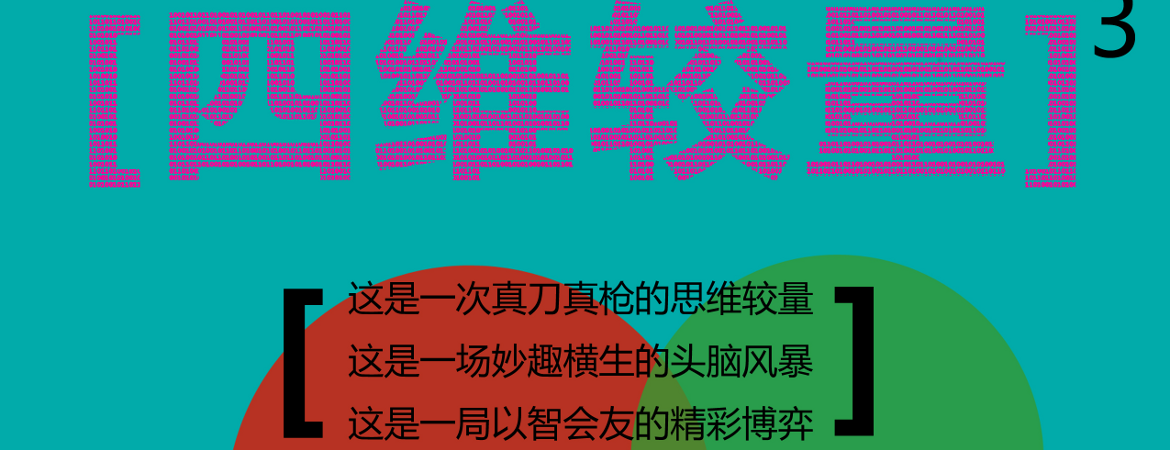 [四维较量]³
这是一次真刀真枪的思维较量
这是一场妙趣横生的头脑风暴
这是一局以智会友的精彩博弈